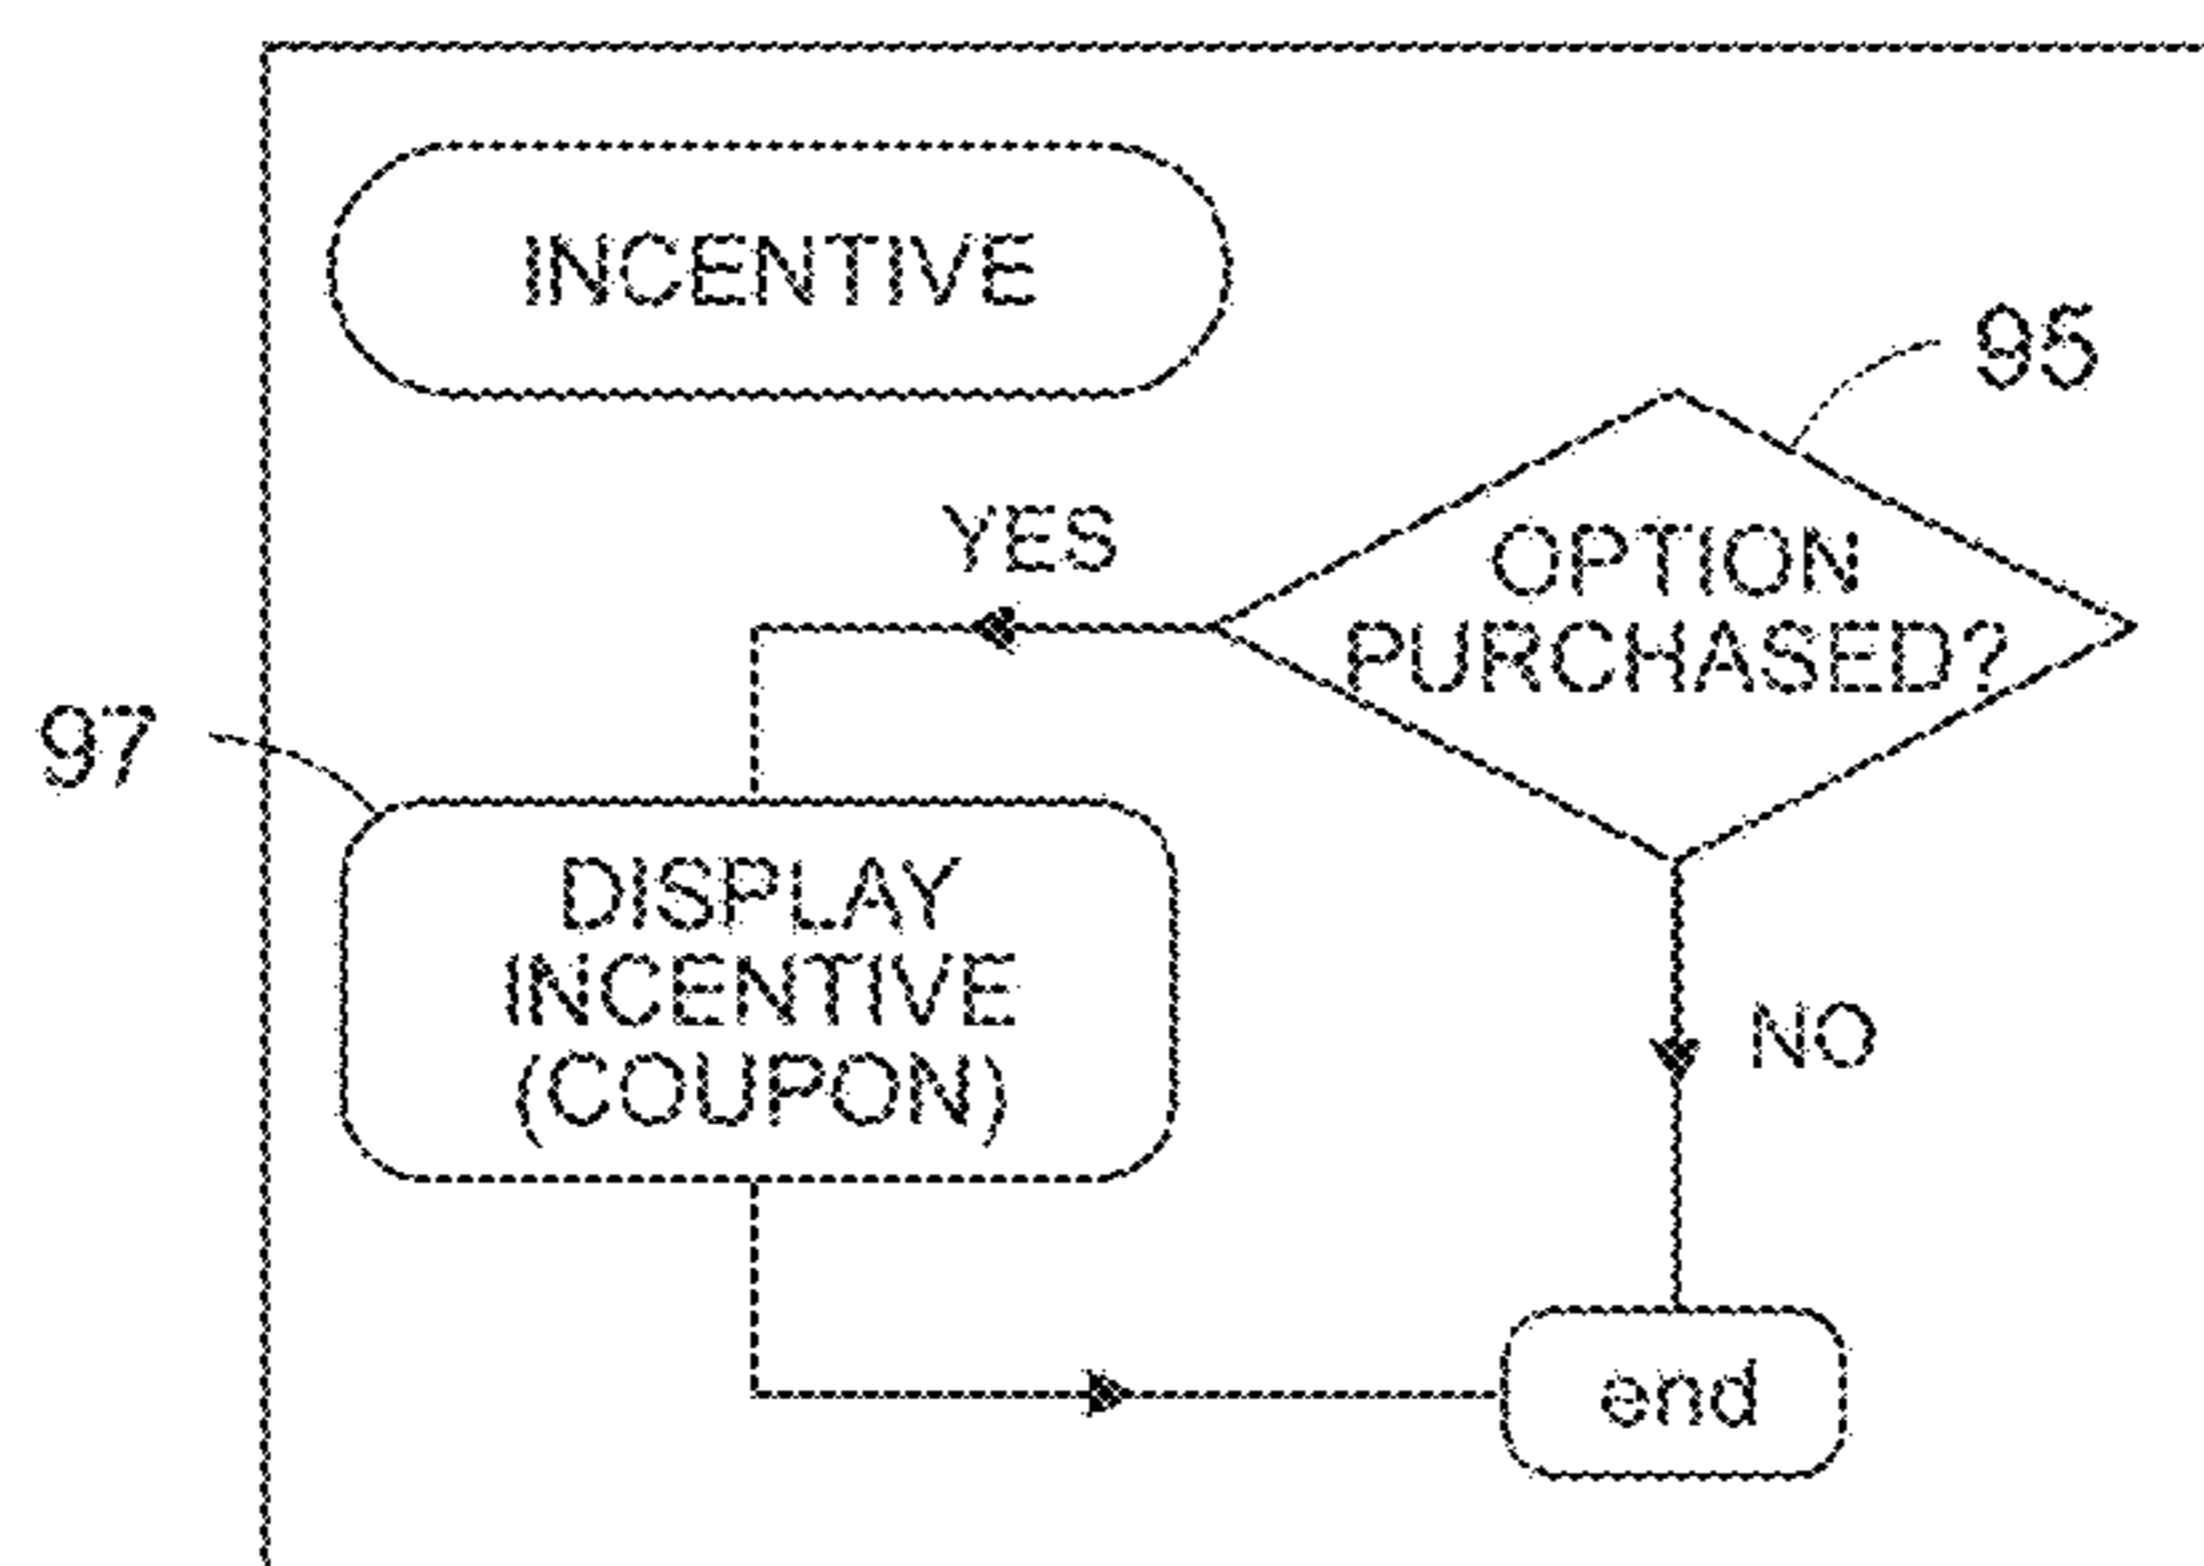 INCENTIVE
95
YES
OPTION
PURCHASED?
97
DISPLAY
INCENTIVE
(COUPON)
NO
end